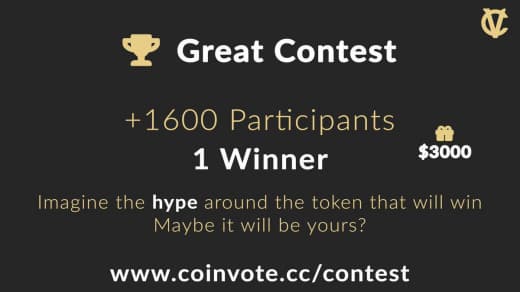 Great Contest
+1600 Participants
1 Winner
$3000
Imagine the hype around the token that will win
Maybe it will be yours?
www.coinvote.cc/contest